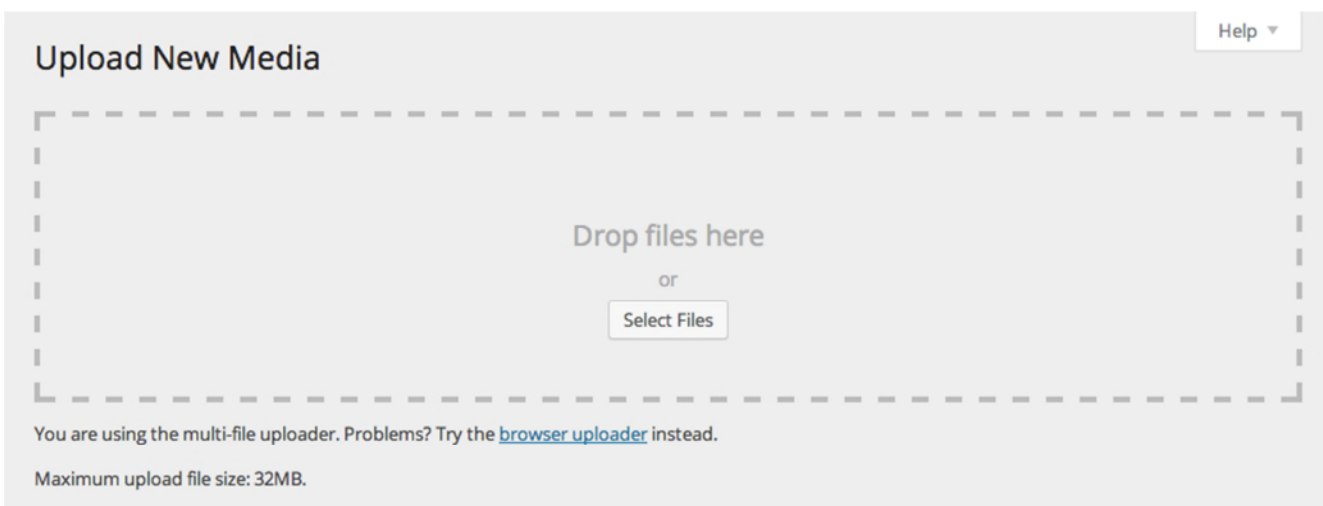 Help
Upload New Media
Drop files here
or
Select Files
You are using the multi-file uploader. Problems? Try the browser uploader instead.
Maximum upload file size: 32MB.